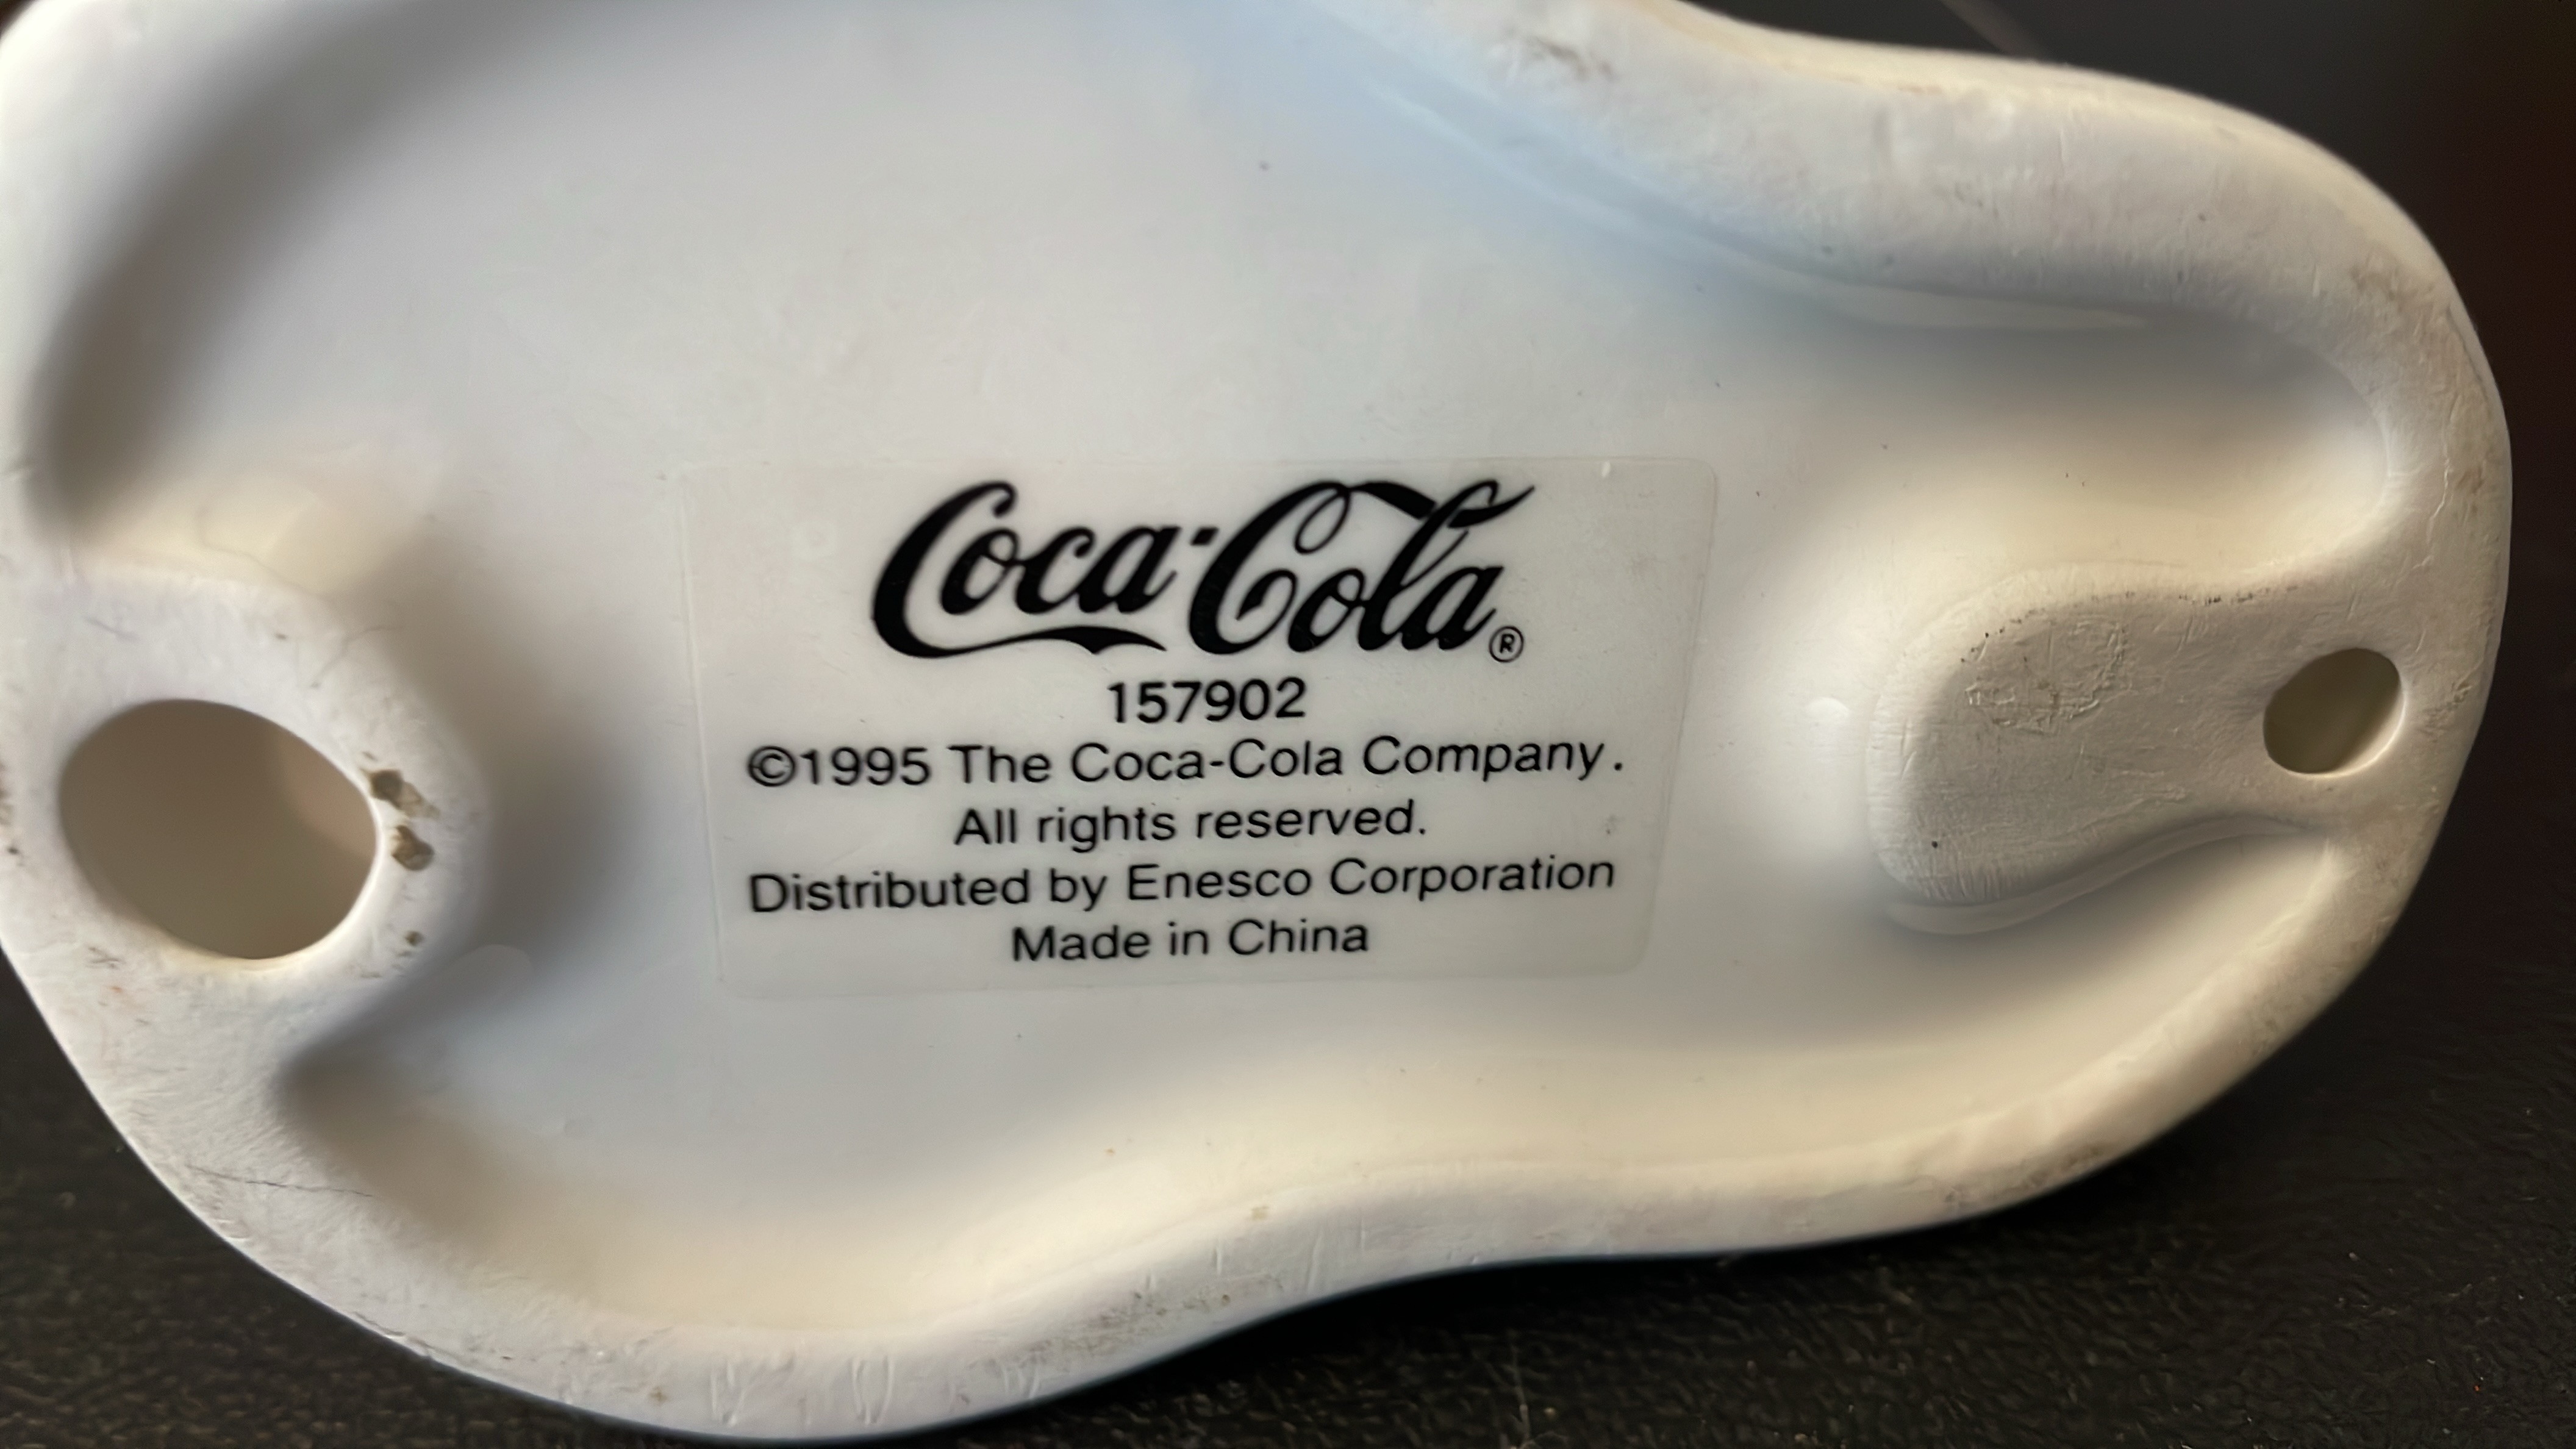 Coca-Cola®
157902
©1995 The Coca-Cola Company.
All rights reserved.
Distributed by Enesco Corporation
Made in China